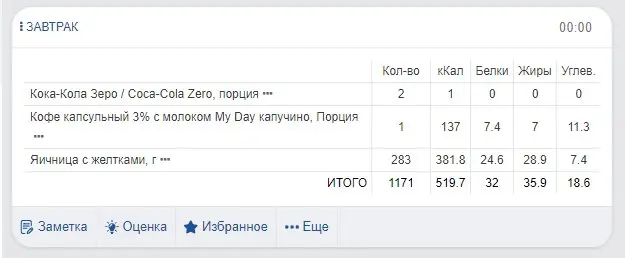 ЗАВТРАК 00:00
Кол-во кКал Белки Жиры Углев.
Кока-Кола Зеро / Coca-Cola Zero, порция ••• 2 1 0 0 0
Кофе капсульный 3% с молоком My Day капучино, Порция
••• 1 137 7.4 7 11.3
Яичница с желтками, г ••• 283 381.8 24.6 28.9 7.4
ИТОГО 1171 519.7 32 35.9 18.6
Заметка Оценка Избранное ••• Еще